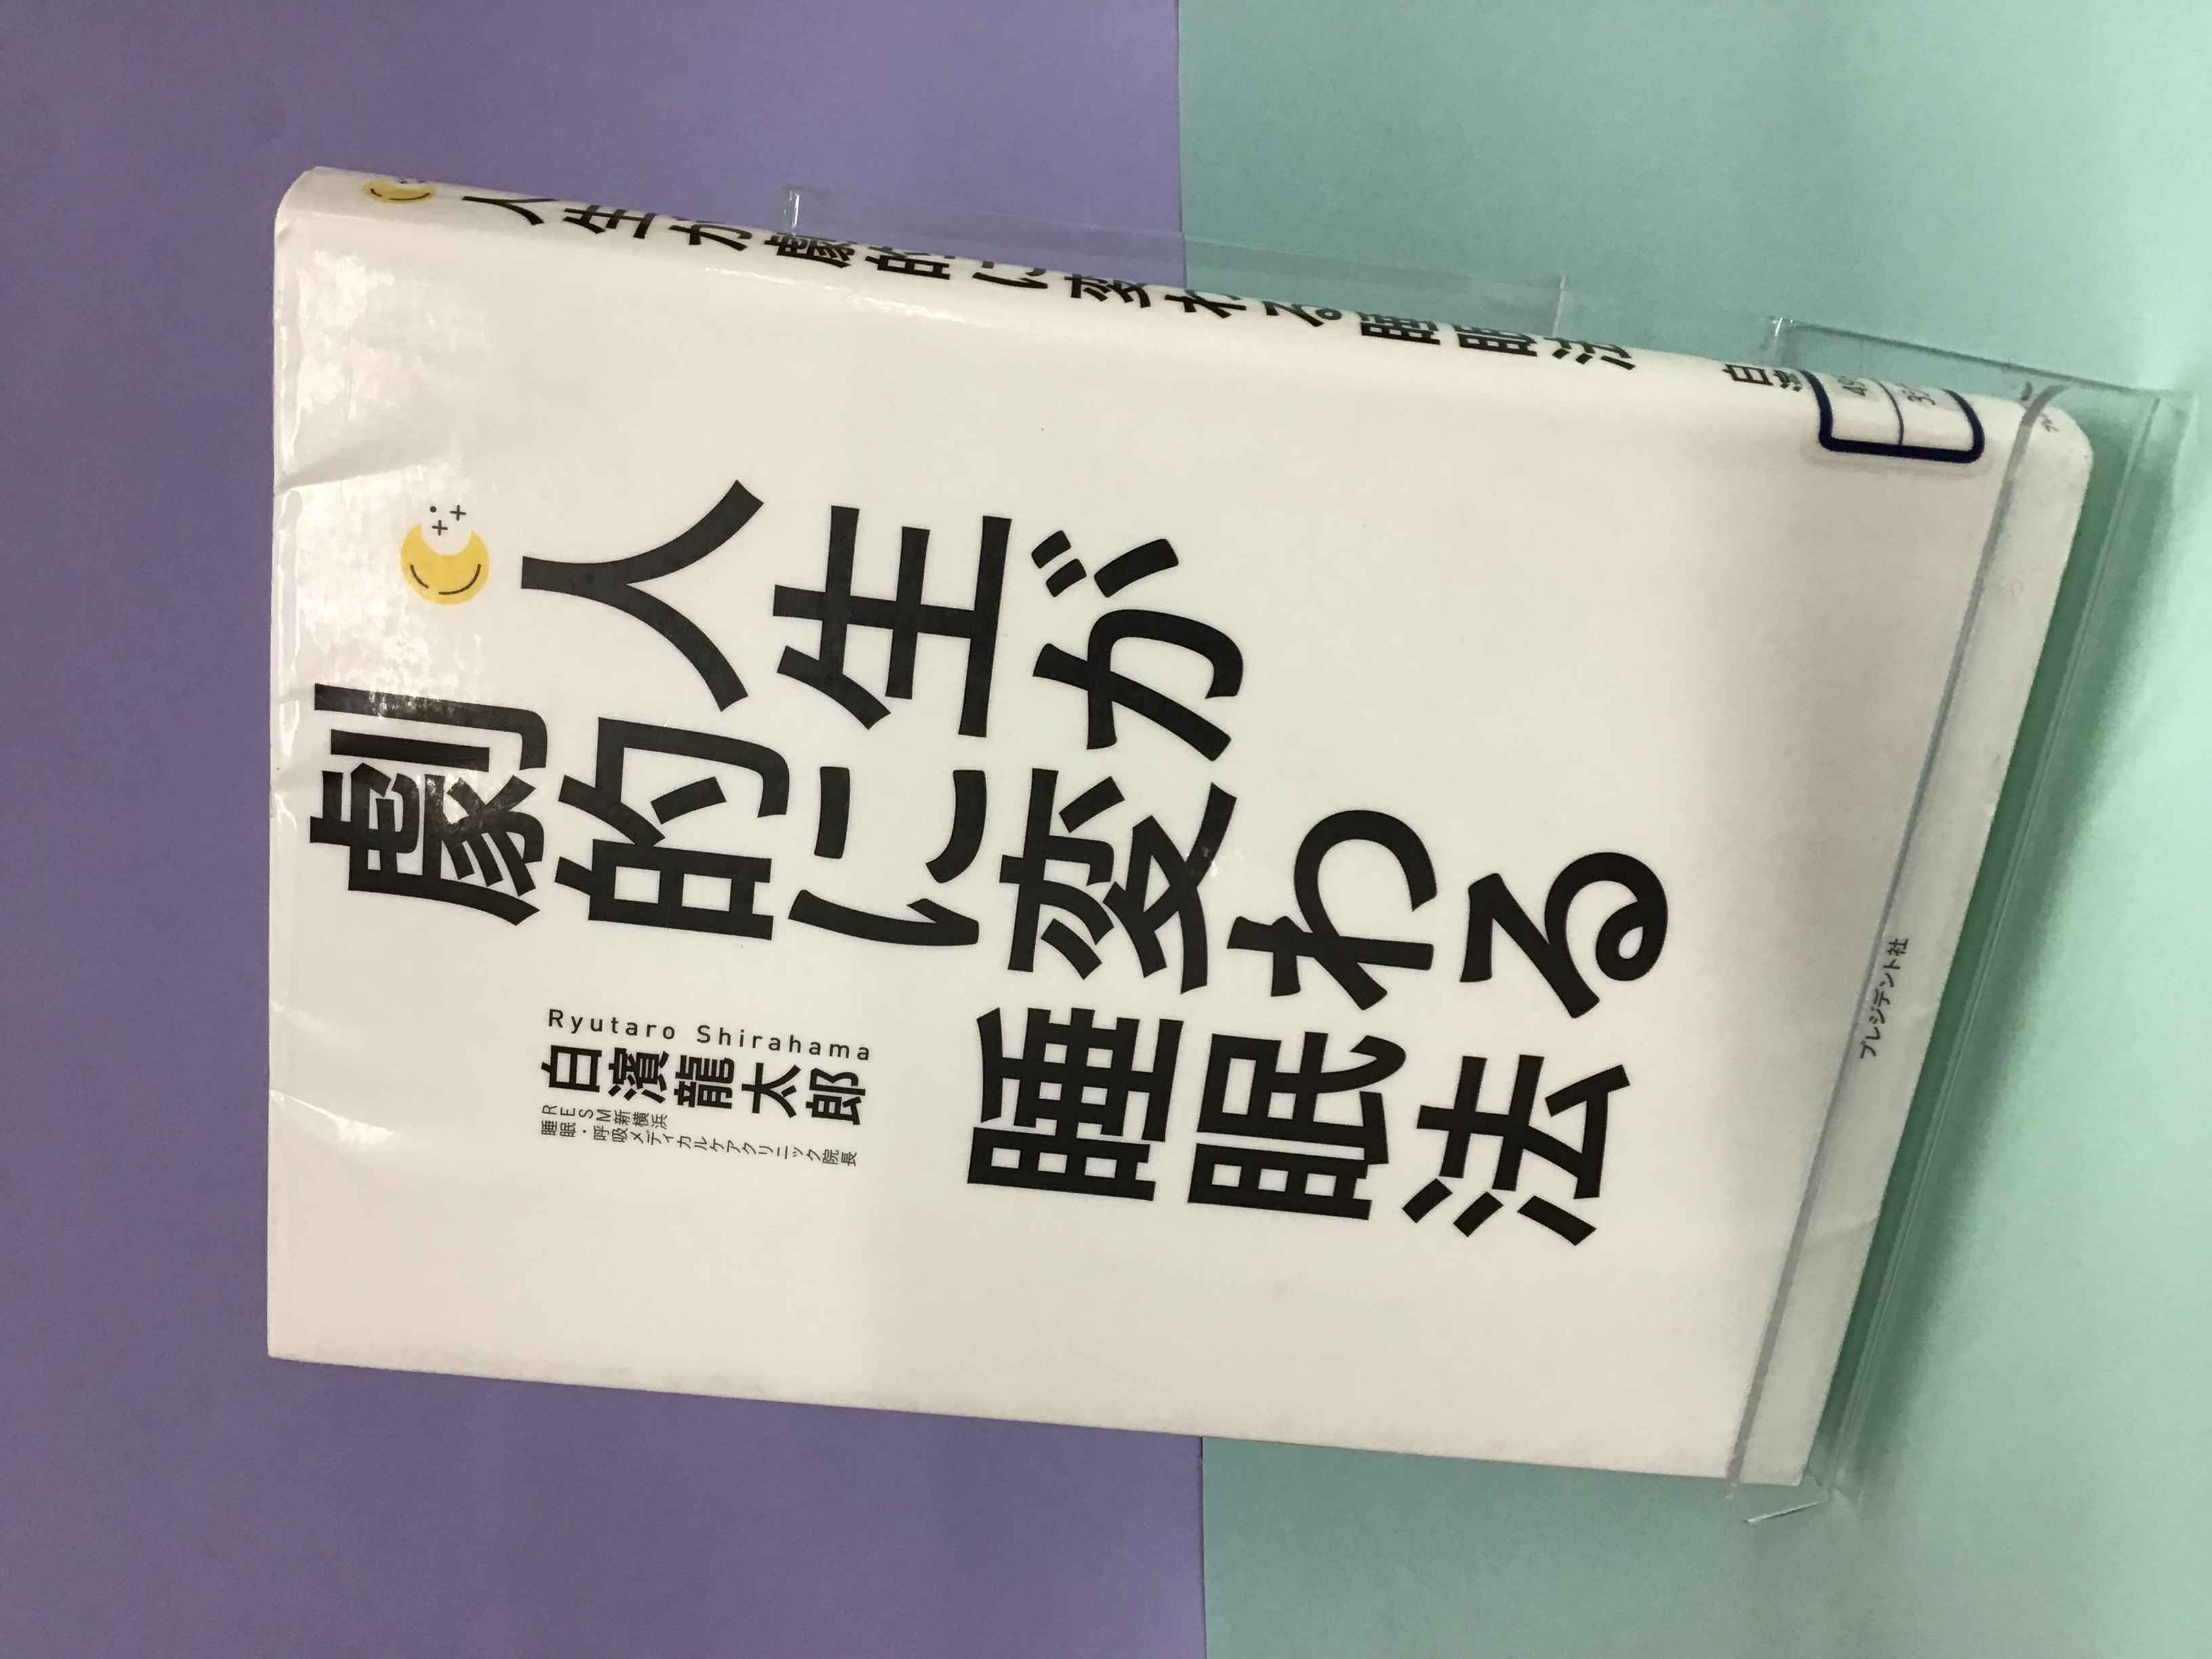 人生が
劇的に変わる
睡眠法
Ryutaro Shirahama
白濱龍太郎
RESM新横浜
睡眠・呼吸メディカルケアクリニック院長
プレジデント社
人生が劇的に変わる睡眠法
白濱